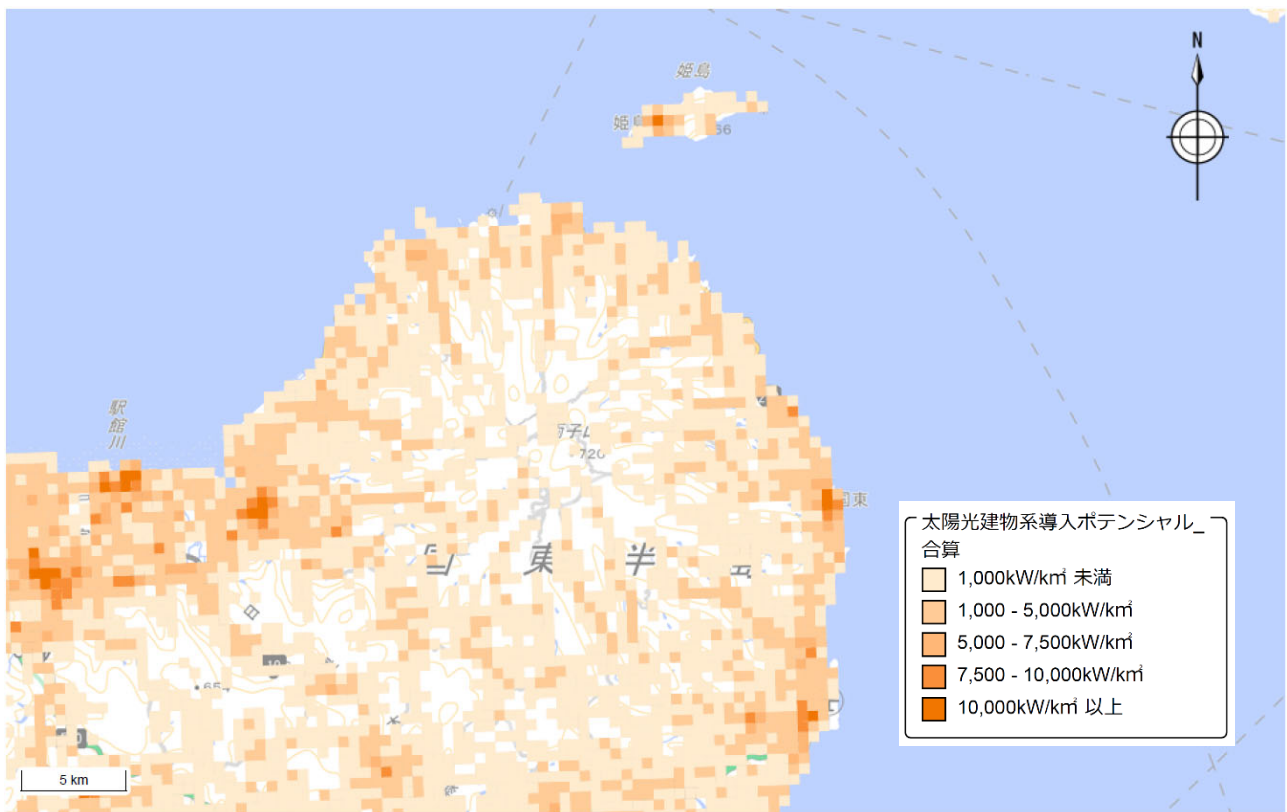 姫島
N
姫島
駅
館
川
720
国東
半
東
太陽光建物系導入ポテンシャル_
合算
1,000kW/k㎡ 未満
1,000 - 5,000kW/k㎡
5,000 - 7,500kW/k㎡
7,500 - 10,000kW/k㎡
10,000kW/k㎡ 以上
10
5 km